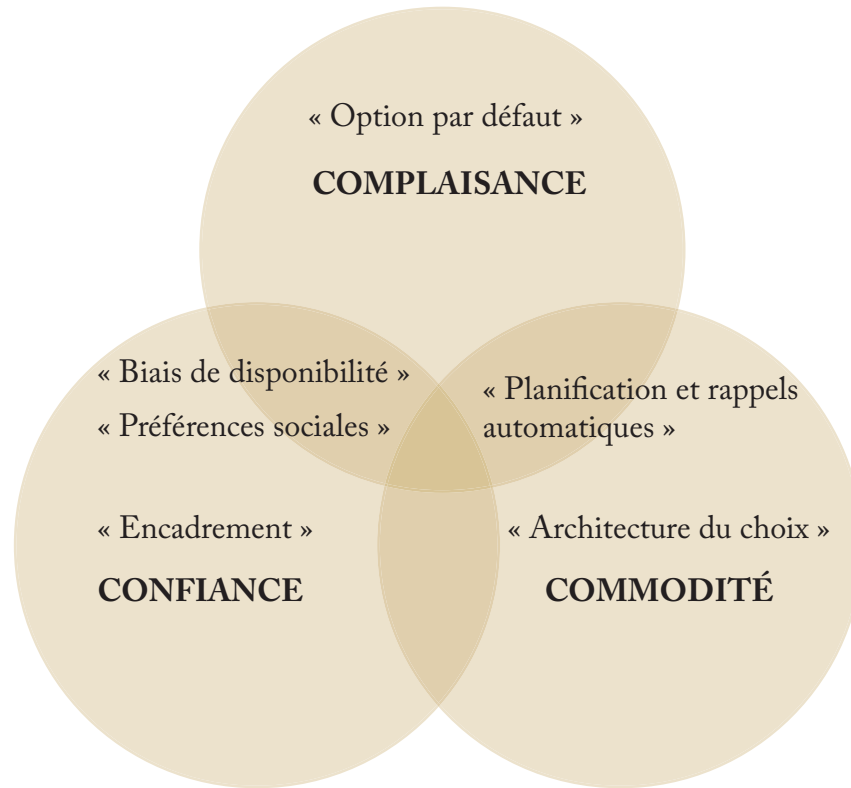 « Option par défaut »
COMPLAISANCE
« Biais de disponibilité »
« Préférences sociales »
« Planification et rappels
automatiques »
« Encadrement »
CONFIANCE
« Architecture du choix »
COMMODITÉ